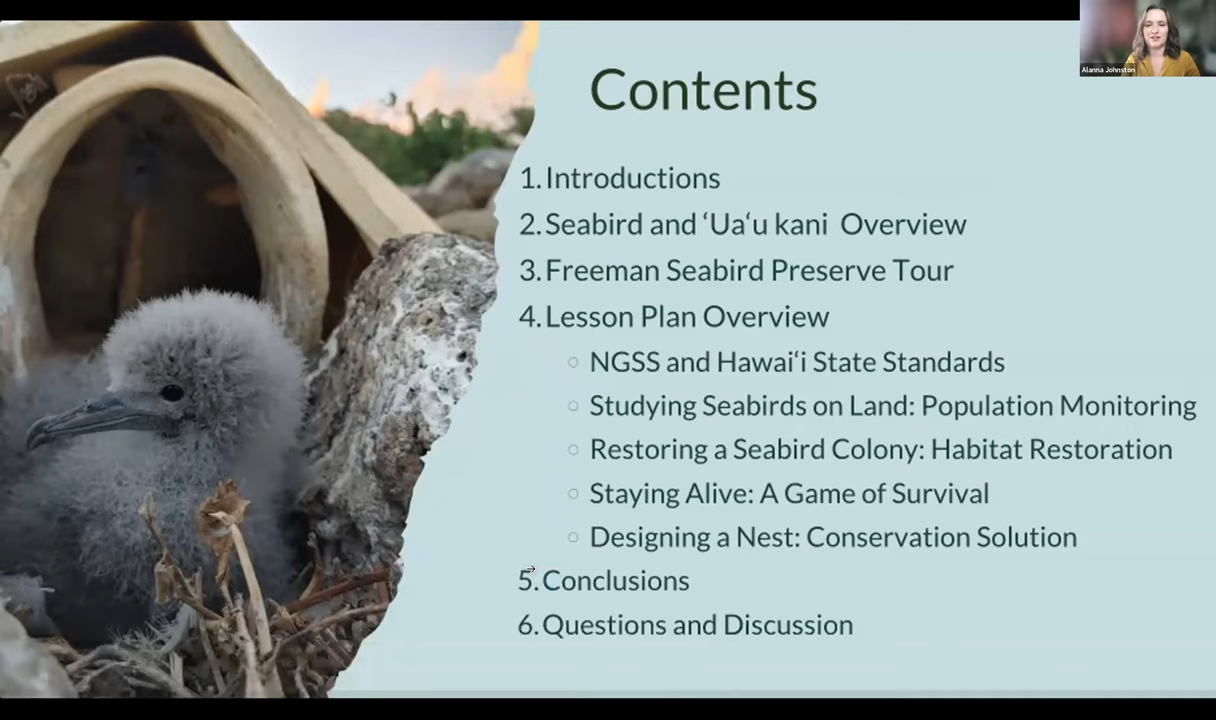 Alanna Johnston
Contents
1. Introductions
2. Seabird and ʻUaʻu kani Overview
3. Freeman Seabird Preserve Tour
4. Lesson Plan Overview
○ NGSS and Hawaiʻi State Standards
○ Studying Seabirds on Land: Population Monitoring
○ Restoring a Seabird Colony: Habitat Restoration
○ Staying Alive: A Game of Survival
○ Designing a Nest: Conservation Solution
5. Conclusions
6. Questions and Discussion